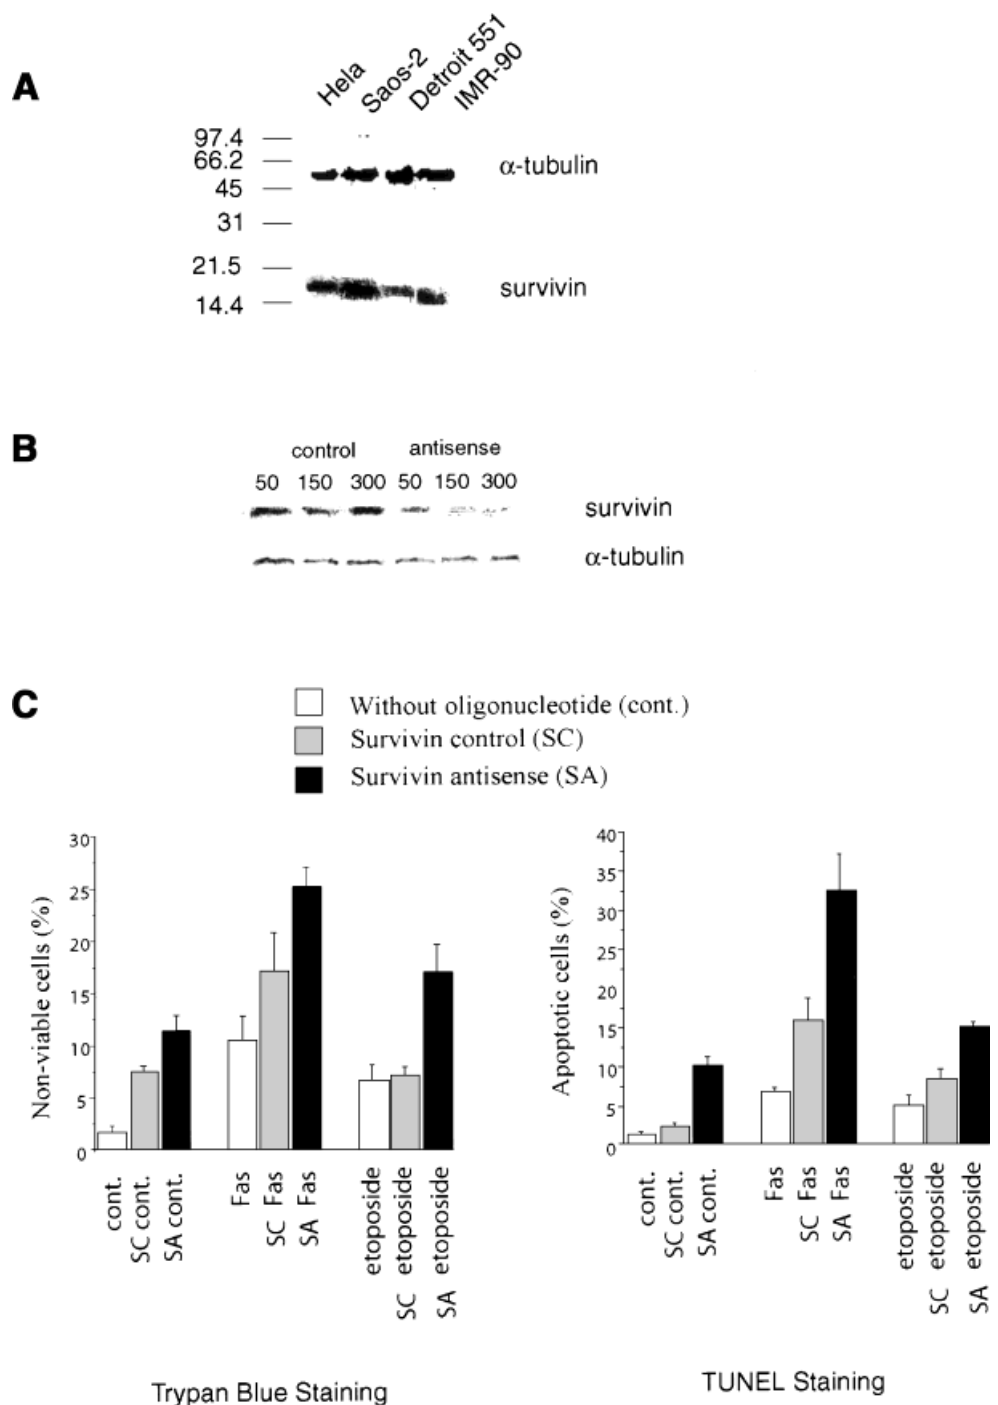 A
Hela Saos-2 Detroit 551 IMR-90
97.4
66.2
45
31
21.5
14.4
α-tubulin
survivin
B
control antisense
50 150 300 50 150 300
survivin
α-tubulin
C
Without oligonucleotide (cont.)
Survivin control (SC)
Survivin antisense (SA)
Non-viable cells (%)
30
25
20
15
10
5
0
cont.
SC cont.
SA cont.
Fas
SC Fas
SA Fas
etoposide
SC etoposide
SA etoposide
Trypan Blue Staining
Apoptotic cells (%)
40
35
30
25
20
15
10
5
0
cont.
SC cont.
SA cont.
Fas
SC Fas
SA Fas
etoposide
SC etoposide
SA etoposide
TUNEL Staining